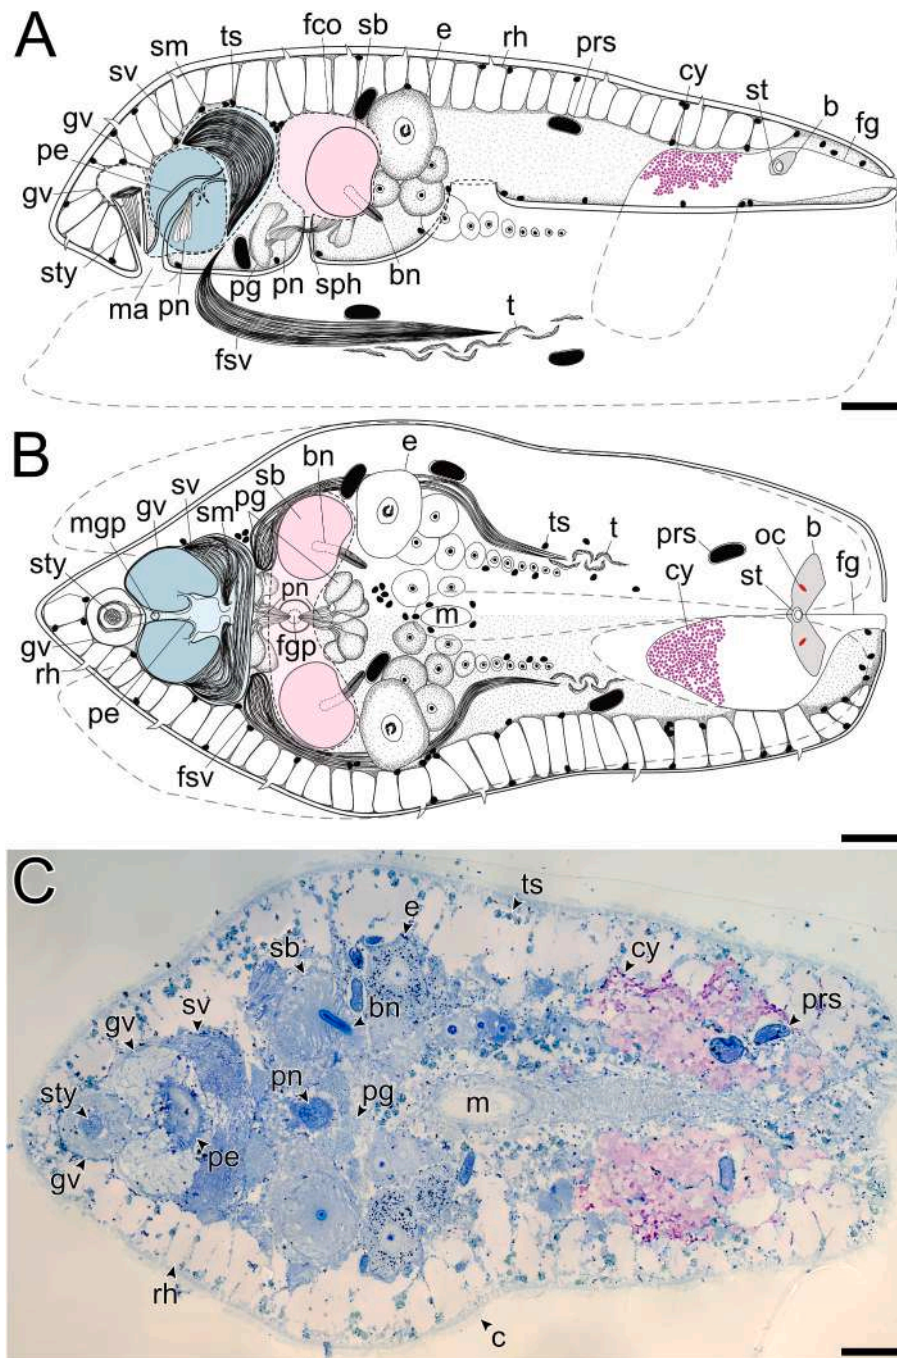 A
sm ts fco sb e rh prs cy st b fg
sv
gv
pe
gv
sty
ma pn pg pn sph bn
fsv
t
B
mgp gv sv sm pg sb bn e
sty
pn
fgp
m
ts t prs cy st oc b fg
gv
rh
pe
fsv
C
ts
e
sb
cy
bn
prs
sv
gv
sty
pn
pg
m
gv
pe
rh
c